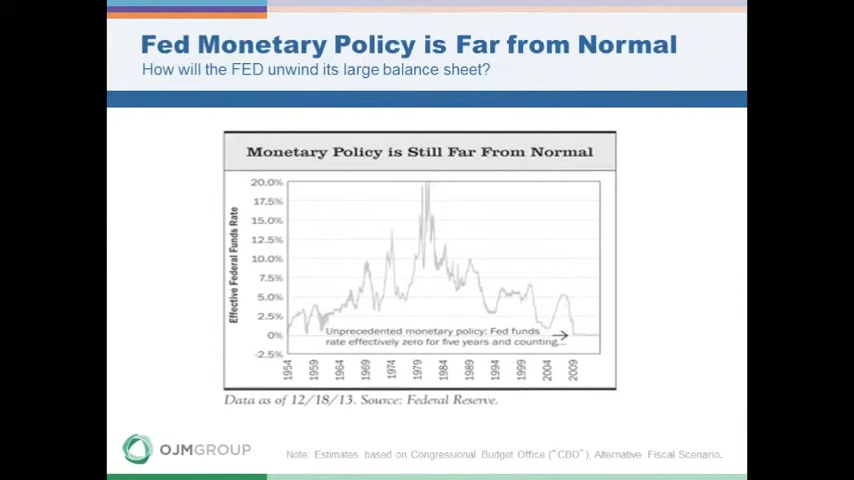 Fed Monetary Policy is Far from Normal
How will the FED unwind its large balance sheet?
Monetary Policy is Still Far From Normal
Effective Federal Funds Rate
20.0%
17.5%
15.0%
12.5%
10.0%
7.5%
5.0%
2.5%
0%
-2.5%
Unprecedented monetary policy: Fed funds
rate effectively zero for five years and counting.
1954
1959
1964
1969
1974
1979
1984
1989
1994
1999
2004
2009
Data as of 12/18/13. Source: Federal Reserve.
OJMGROUP
Note: Estimates based on Congressional Budget Office ("CBO"), Alternative Fiscal Scenario.